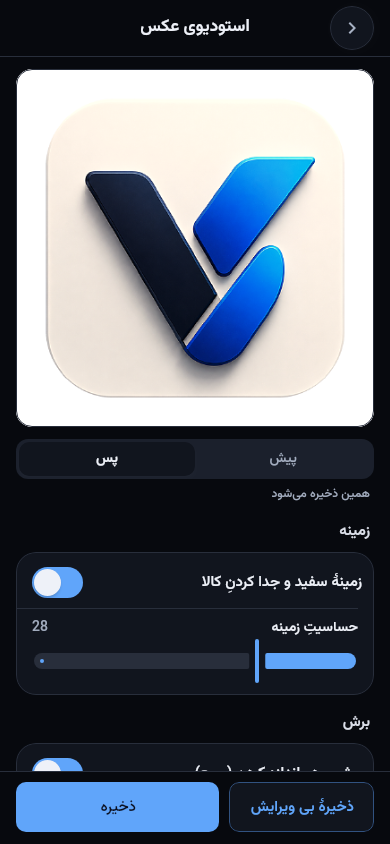 استودیوی عکس
پیش
پس
همین ذخیره می‌شود
زمینه
زمینهٔ سفید و جدا کردنِ کالا
حساسیتِ زمینه
28
برش
ذخیرهٔ بی ویرایش
ذخیره